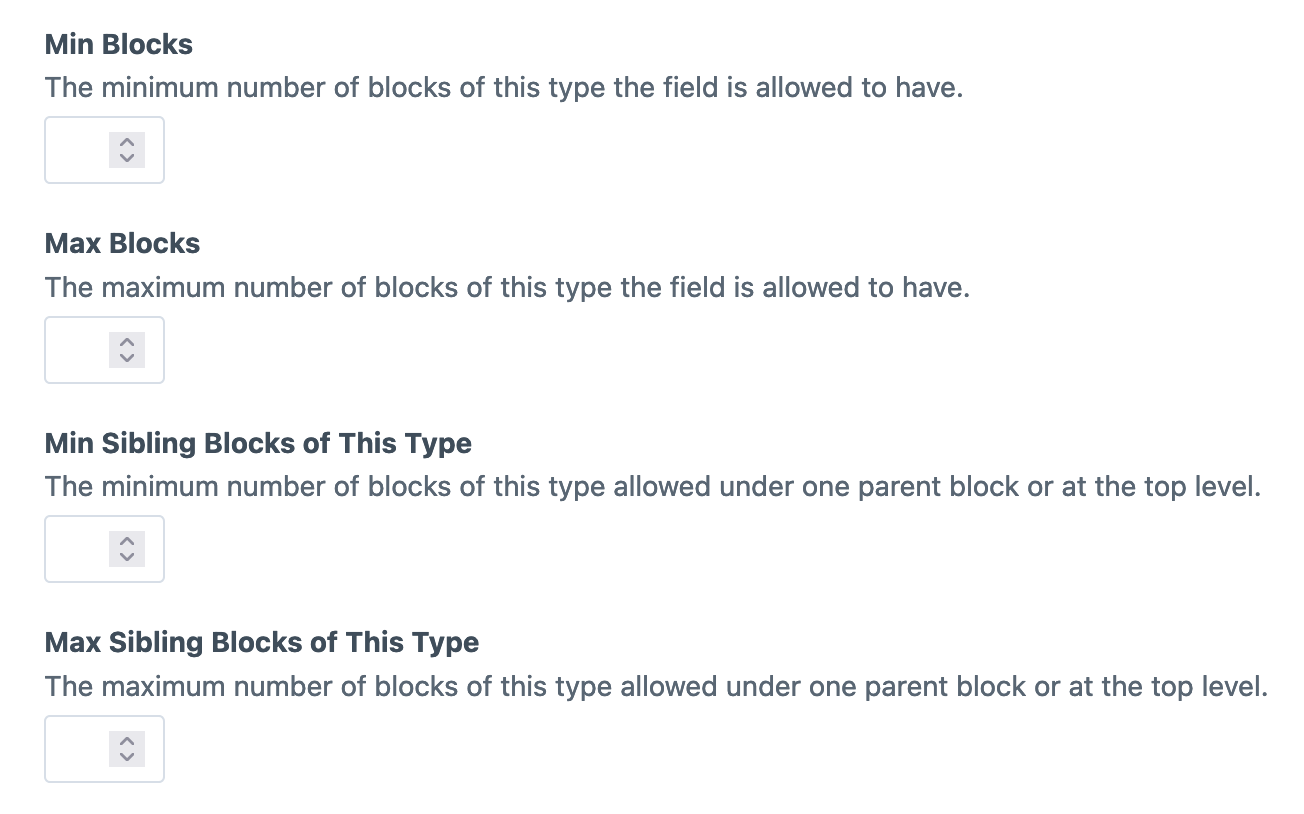 Min Blocks
The minimum number of blocks of this type the field is allowed to have.
Max Blocks
The maximum number of blocks of this type the field is allowed to have.
Min Sibling Blocks of This Type
The minimum number of blocks of this type allowed under one parent block or at the top level.
Max Sibling Blocks of This Type
The maximum number of blocks of this type allowed under one parent block or at the top level.